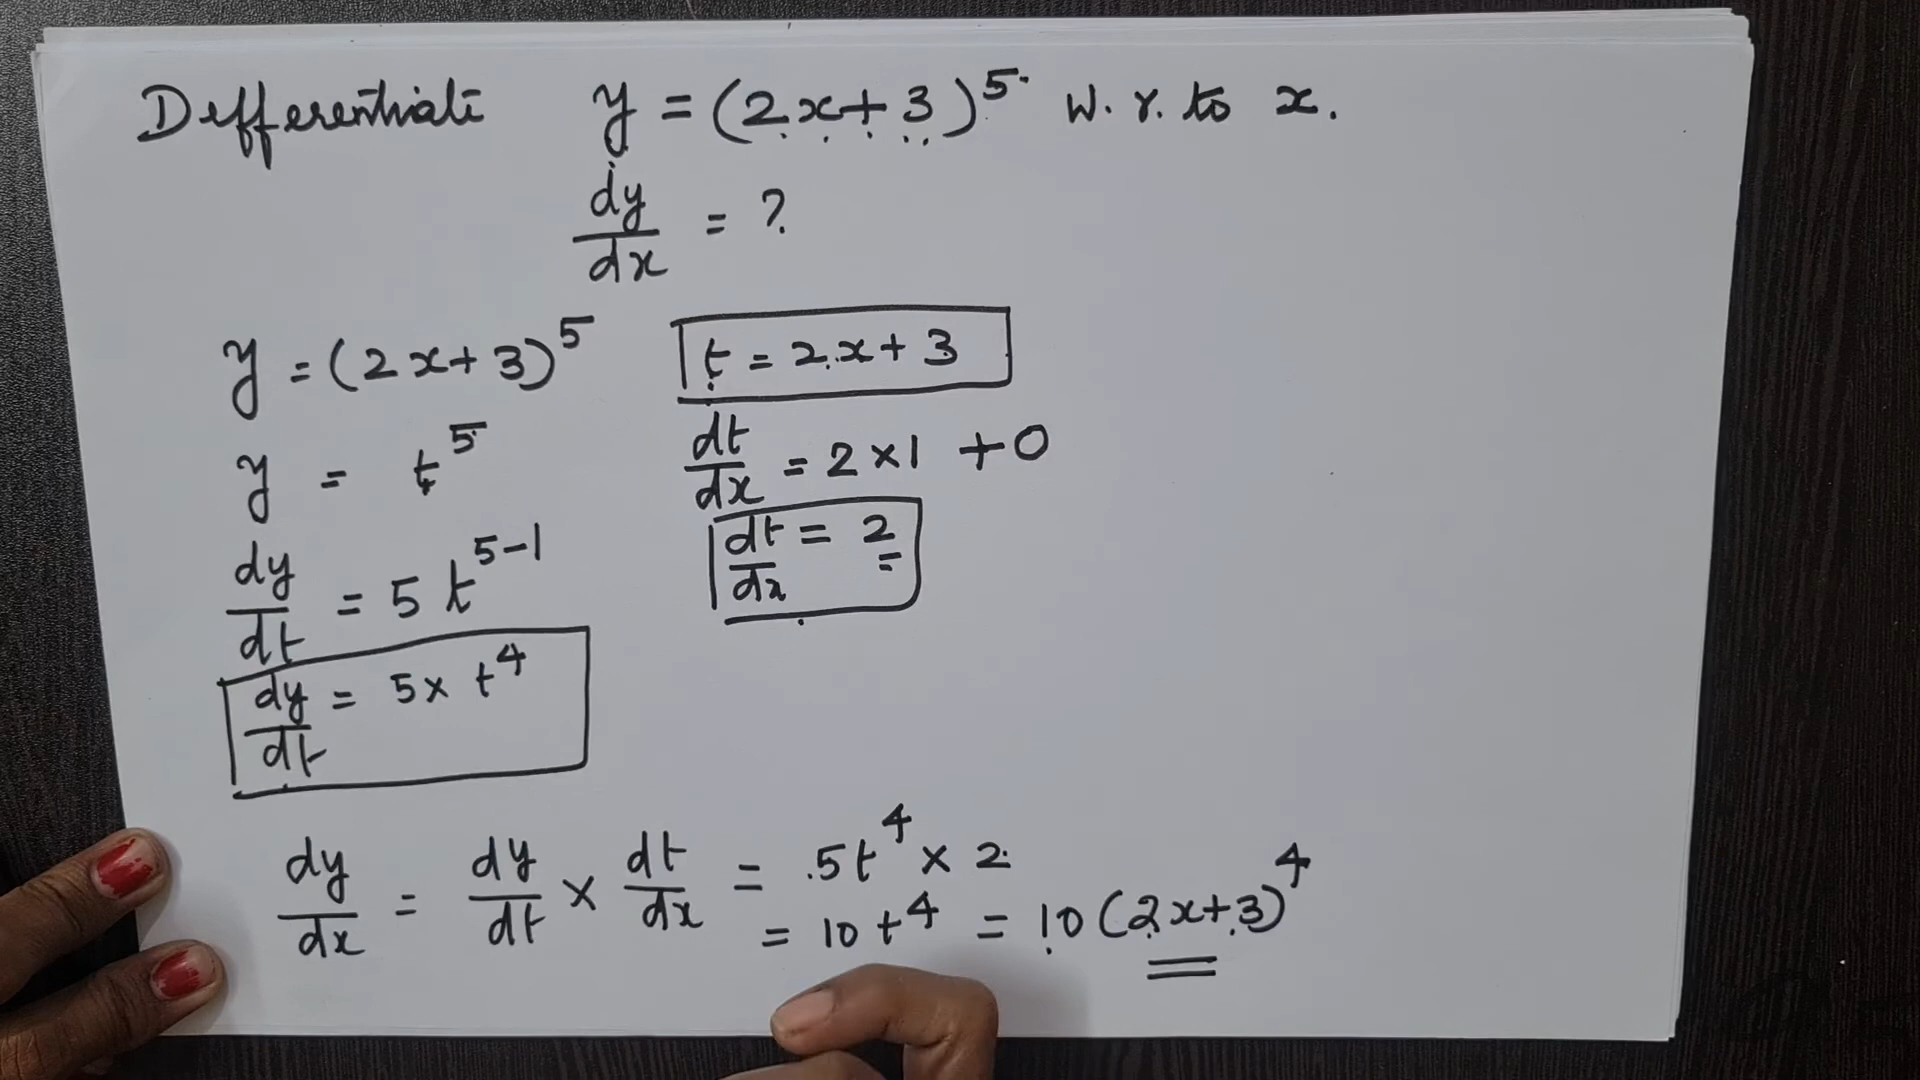 Defferentiate y = (2x+3)^5 w.r.to x.
dy/dx = ?
y = (2x+3)^5
y = t^5
dy/dt = 5 t^5-1
dy/dt = 5x t^4
t = 2x+3
dt/dx = 2×1 +0
dt/dx = 2
dy/dx = dy/dt × dt/dx = 5t^4 × 2
= 10t^4 = 10(2x+3)^4